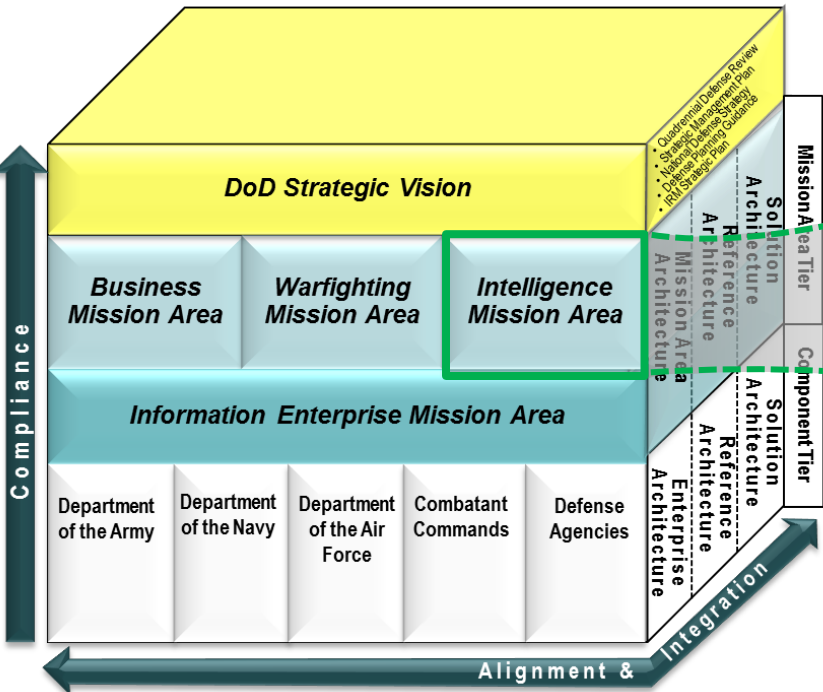 • Quadrennial Defense Review
• Strategic Management Plan
• National Defense Strategy
• Defense Planning Guidance
• IRM Strategic Plan
DoD Strategic Vision
Business
Mission Area
Warfighting
Mission Area
Intelligence
Mission Area
Mission Area
Architecture
Reference
Architecture
Solution
Architecture
Mission Area Tier
Information Enterprise Mission Area
Department
of the Army
Department
of the Navy
Department
of the Air
Force
Combatant
Commands
Defense
Agencies
Enterprise
Architecture
Reference
Architecture
Solution
Architecture
Component Tier
Compliance
Alignment &
Integration